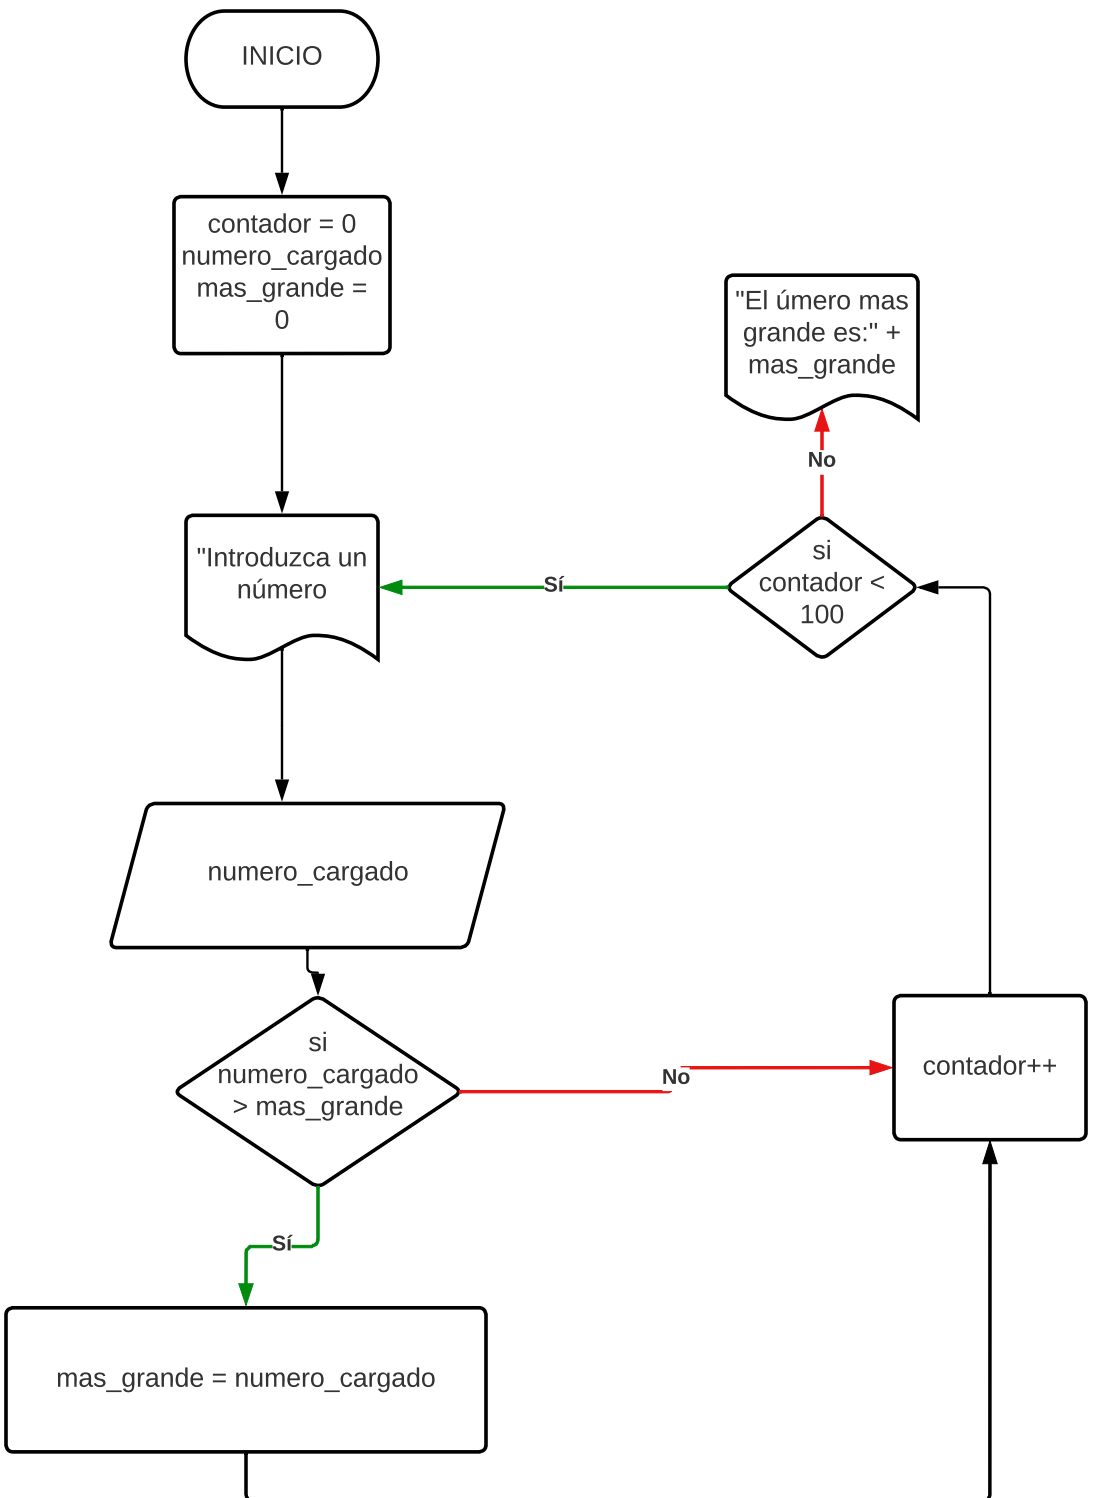 INICIO
contador = 0
numero_cargado
mas_grande =
0
"El úmero mas
grande es:" +
mas_grande
No
"Introduzca un
número
Sí
si
contador <
100
numero_cargado
si
numero_cargado
> mas_grande
No
contador++
Sí
mas_grande = numero_cargado